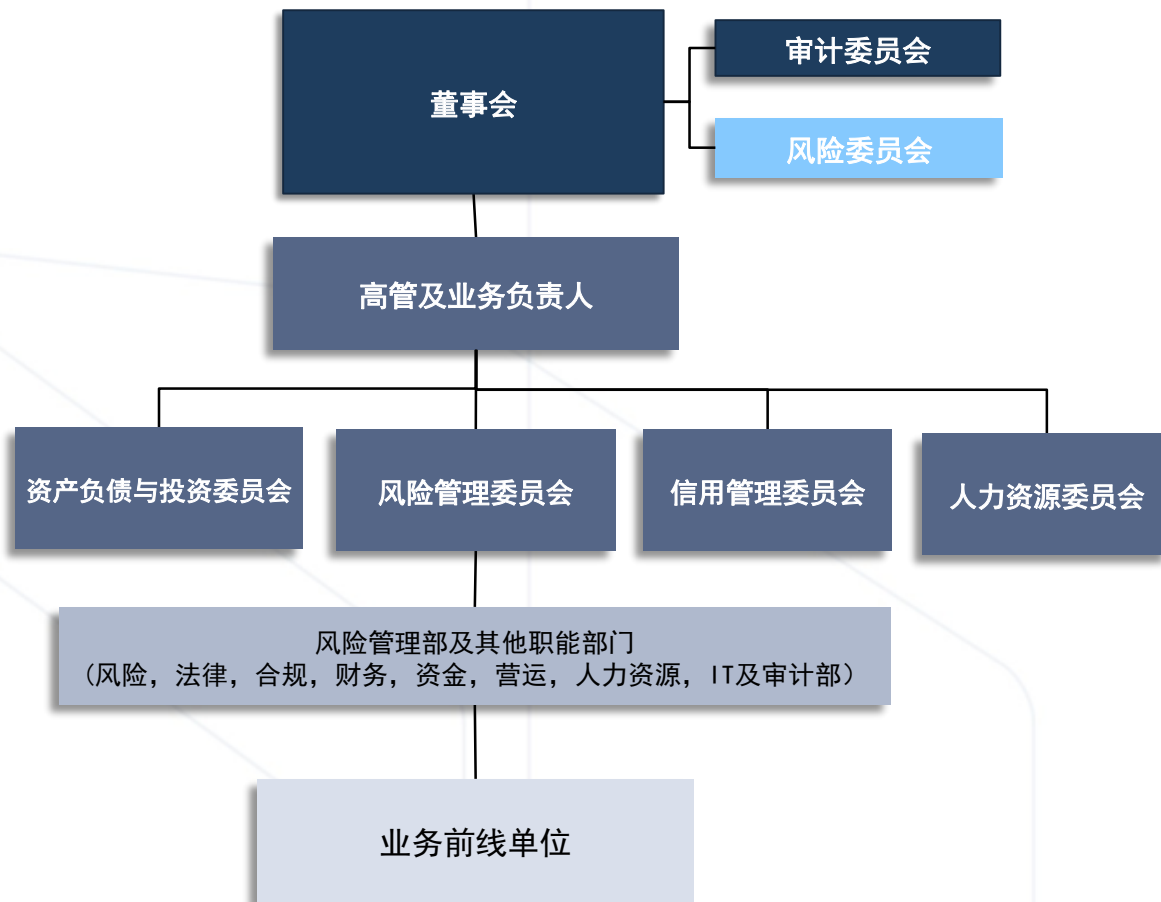 董事会
审计委员会
风险委员会
高管及业务负责人
资产负债与投资委员会
风险管理委员会
信用管理委员会
人力资源委员会
风险管理部及其他职能部门
（风险，法律，合规，财务，资金，营运，人力资源，IT及审计部）
业务前线单位